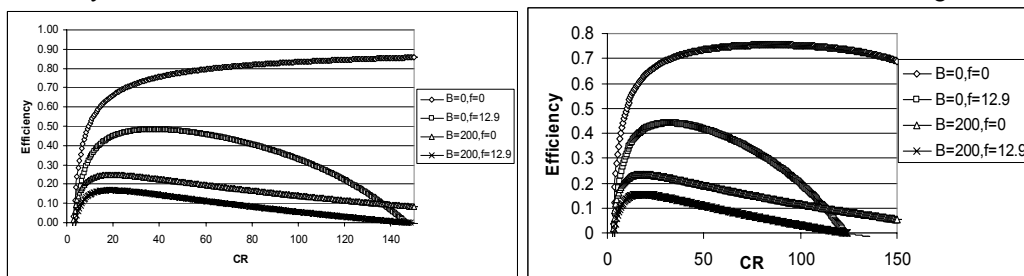 1.00
0.90
0.80
0.70
0.60
0.50
0.40
0.30
0.20
0.10
0.00
Efficiency
0 20 40 60 80 100 120 140
CR
B=0,f=0
B=0,f=12.9
B=200,f=0
B=200,f=12.9
0.8
0.7
0.6
0.5
0.4
0.3
0.2
0.1
0
Efficiency
0 50 100 150
CR
B=0,f=0
B=0,f=12.9
B=200,f=0
B=200,f=12.9